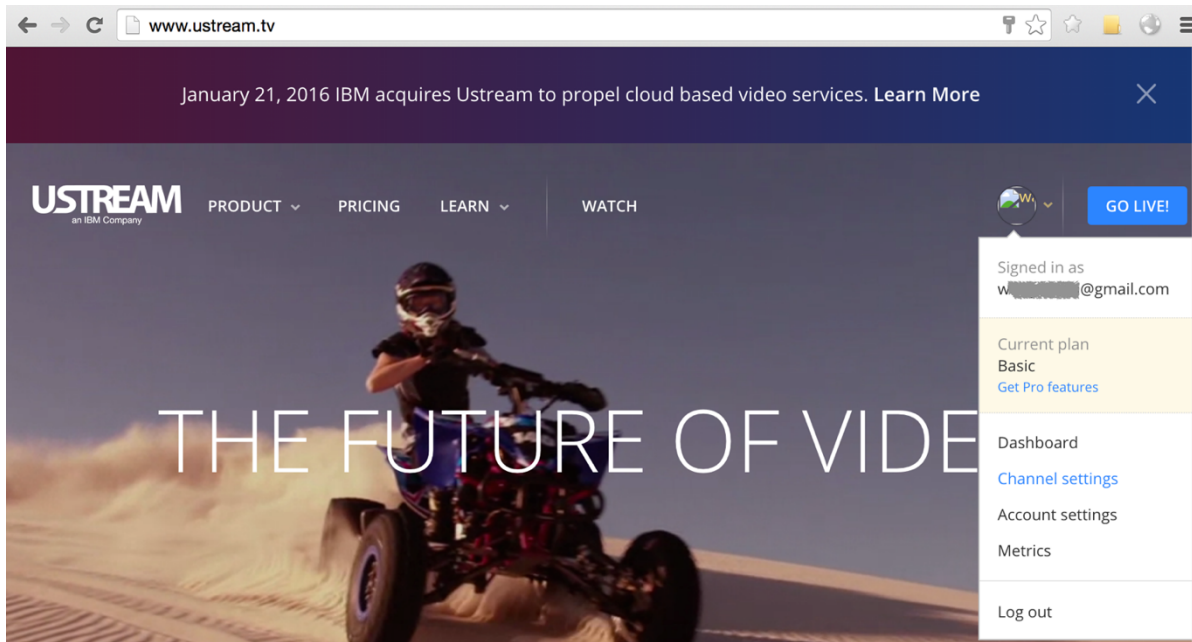 www.ustream.tv
January 21, 2016 IBM acquires Ustream to propel cloud based video services. Learn More
USTREAM
an IBM Company
PRODUCT
PRICING
LEARN
WATCH
GO LIVE!
Signed in as
w @gmail.com
Current plan
Basic
Get Pro features
THE FUTURE OF VIDE
Dashboard
Channel settings
Account settings
Metrics
Log out